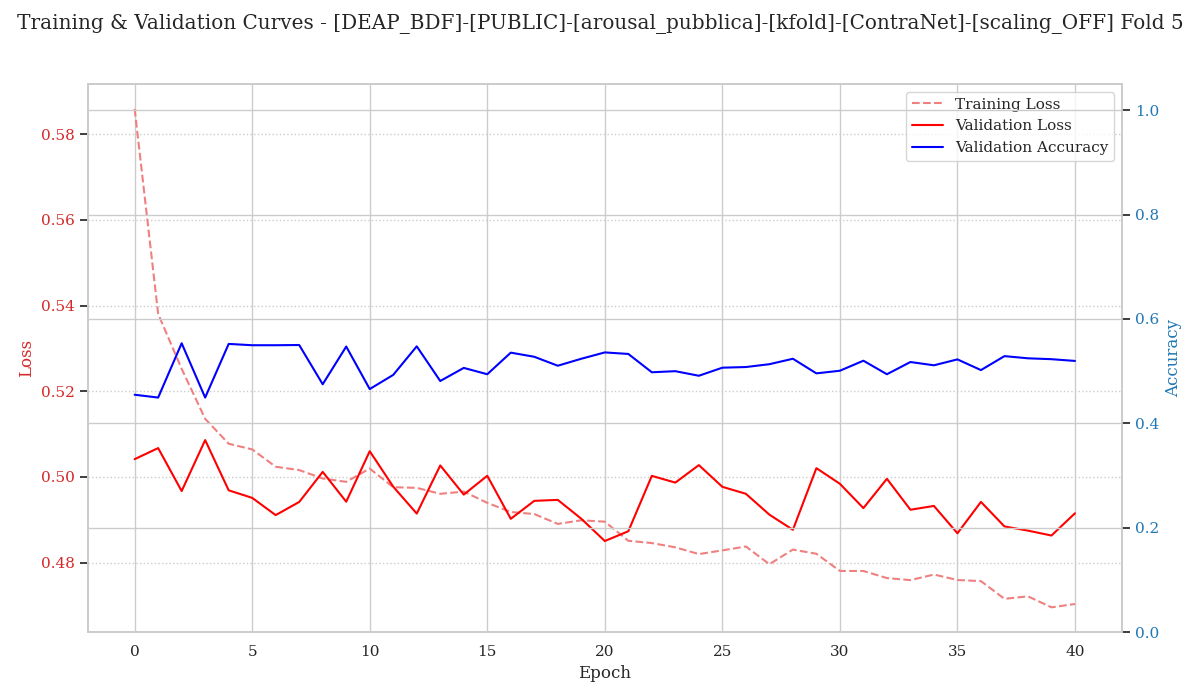 Training & Validation Curves - [DEAP_BDF]-[PUBLIC]-[arousal_pubblica]-[kfold]-[ContraNet]-[scaling_OFF] Fold 5
Training Loss
Validation Loss
Validation Accuracy
Loss
0.58
0.56
0.54
0.52
0.50
0.48
1.0
0.8
0.6
0.4
0.2
0.0
Accuracy
0 5 10 15 20 25 30 35 40
Epoch